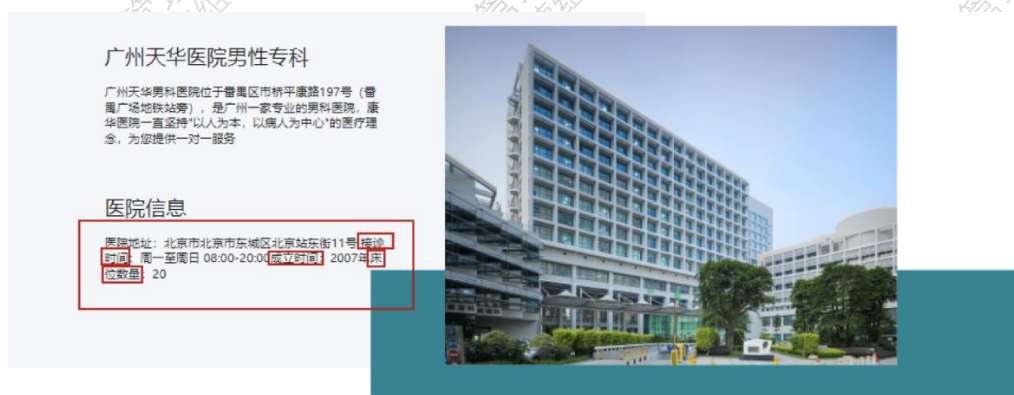 广州天华医院男性专科
广州天华男科医院位于番禺区市桥平康路197号（番
禺广场地铁站旁），是广州一家专业的男科医院，康
华医院一直坚持"以人为本，以病人为中心"的医疗理
念，为您提供一对一服务
医院信息
医院地址：北京市北京市东城区北京站东街11号 接诊
时间：周一至周日 08:00-20:00成立时间：2007年床
位数量：20